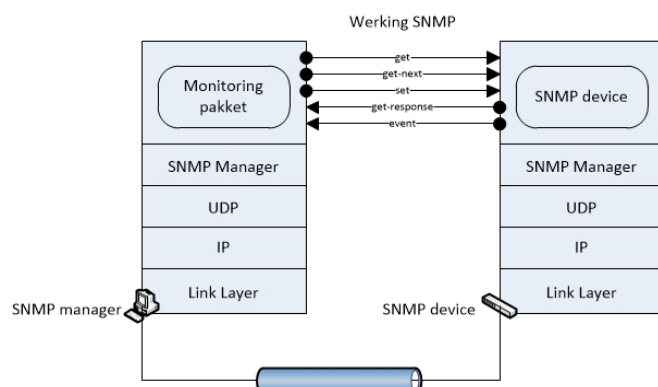 Werking SNMP
get
get-next
set
get-response
event
Monitoring
pakket
SNMP device
SNMP Manager
SNMP Manager
UDP
UDP
IP
IP
Link Layer
Link Layer
SNMP manager
SNMP device